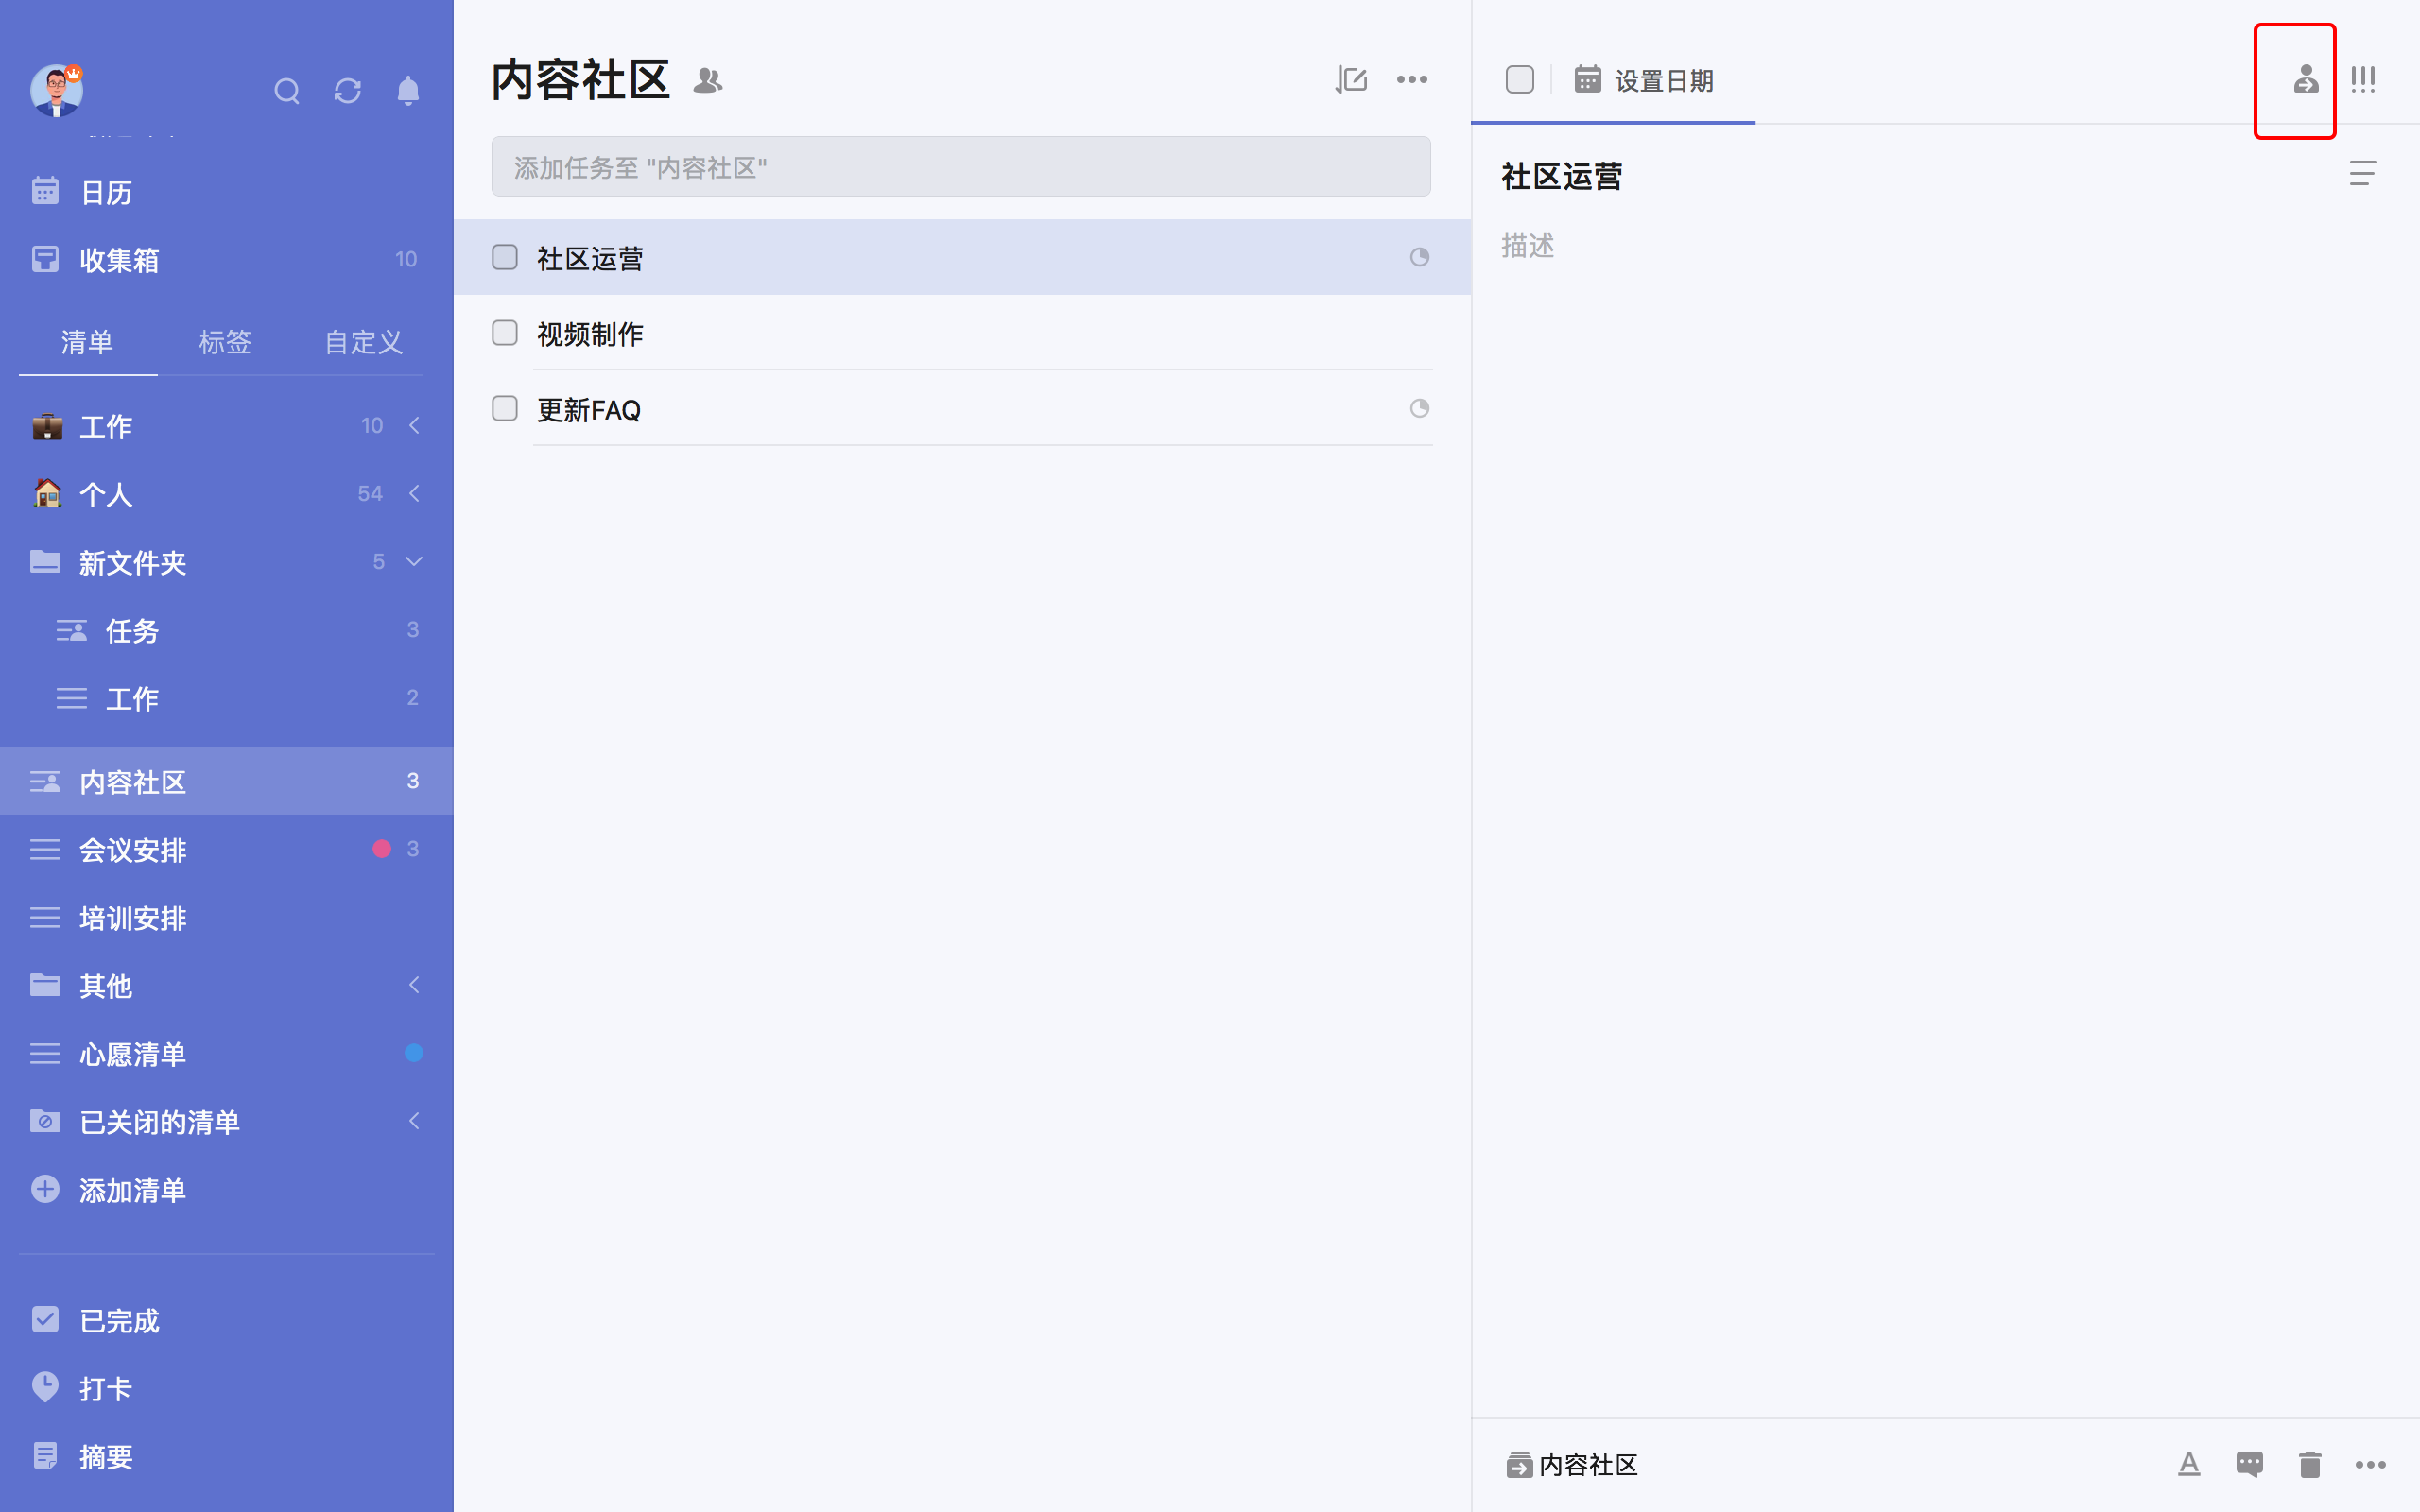 日历
收集箱 10
清单 标签 自定义
工作 10
个人 54
新文件夹 5
任务 3
工作 2
内容社区 3
会议安排 3
培训安排
其他
心愿清单
已关闭的清单
添加清单
已完成
打卡
摘要
内容社区
添加任务至 "内容社区"
社区运营
视频制作
更新FAQ
设置日期
社区运营
描述
内容社区